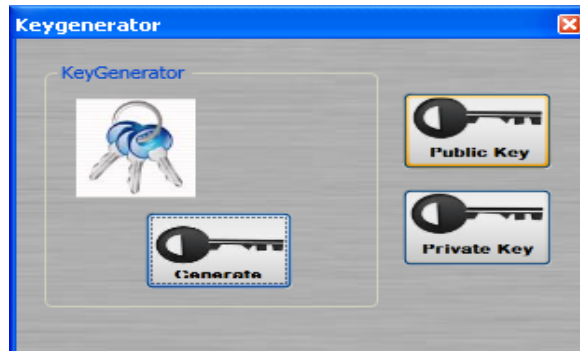 Keygenerator
KeyGenerator
Public Key
Generate
Private Key